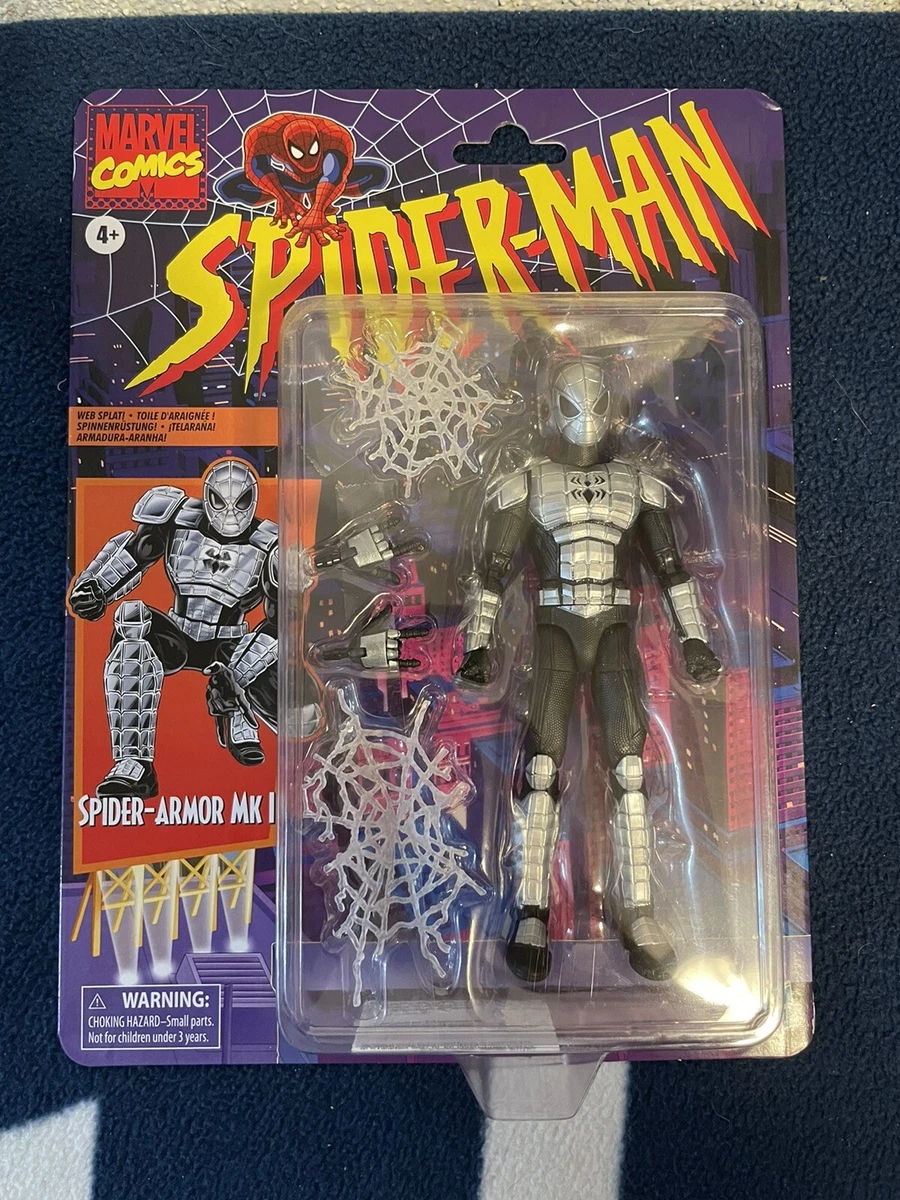 MARVEL
COMICS
SPIDER-MAN
4+
WEB SPLAT! • TOILE D'ARAIGNÉE !
SPINNENRÜSTUNG! • ¡TELARAÑA!
ARMADURA-ARANHA!
SPIDER-ARMOR MK I
WARNING:
CHOKING HAZARD–Small parts.
Not for children under 3 years.